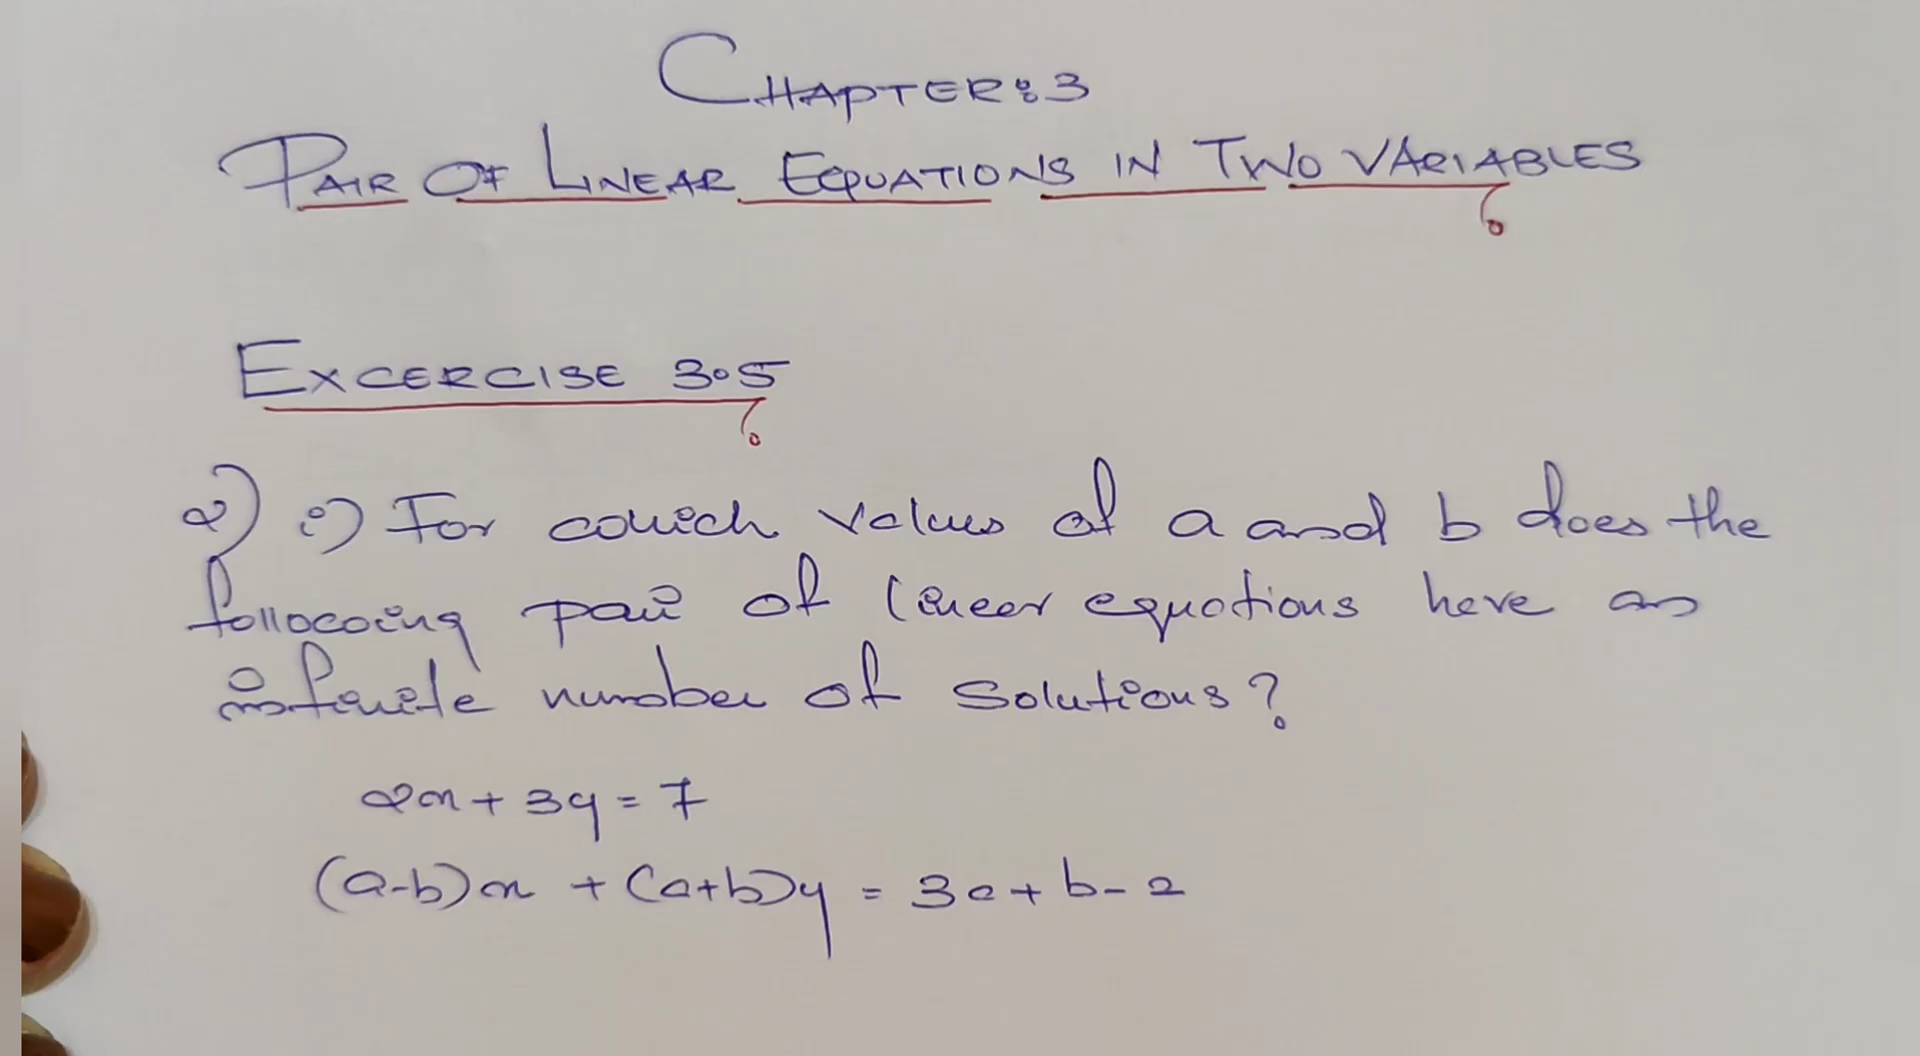 CHAPTER:3
PAIR OF LINEAR EQUATIONS IN TWO VARIABLES
EXCERCISE 3.5
2) i) For which values of a and b does the
following pair of linear equations have an
infinite number of solutions?
2x + 3y = 7
(a-b)x + (a+b)y = 3a + b - 2